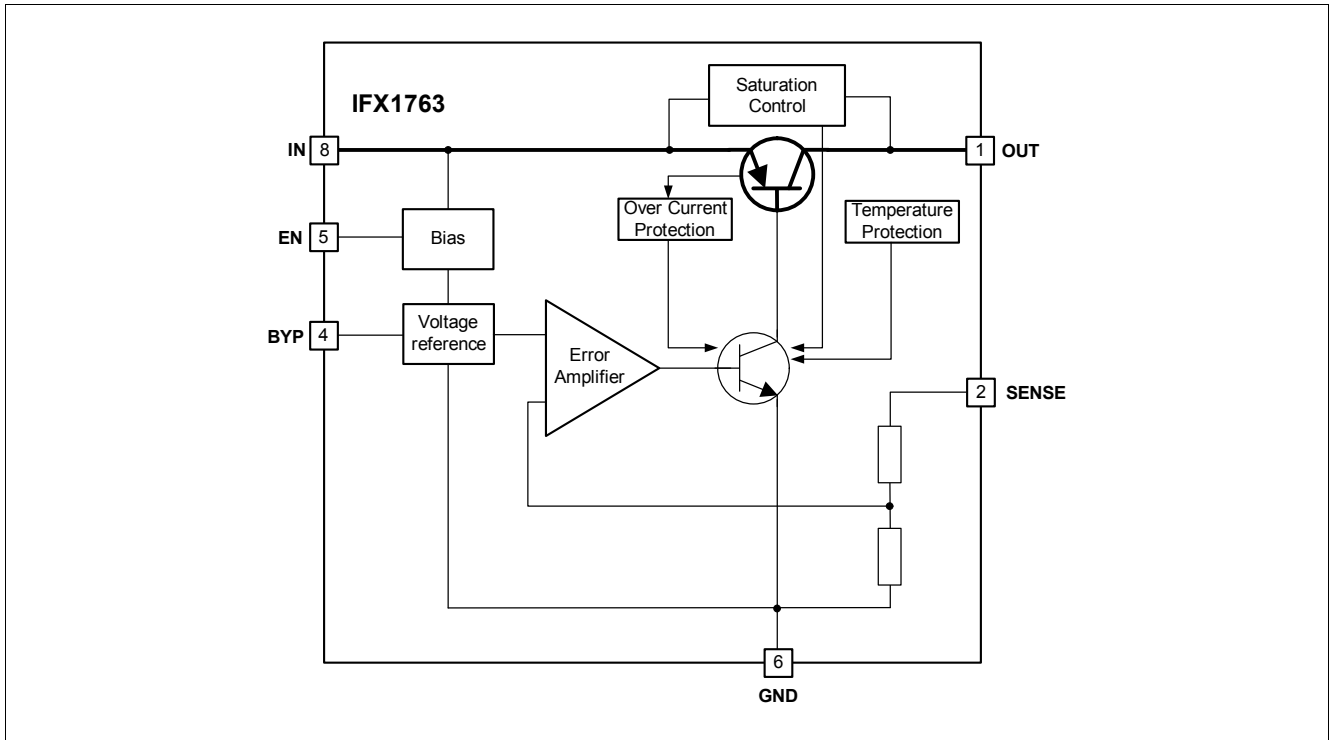 IFX1763
Saturation
Control
IN 8
1 OUT
Over Current
Protection
Temperature
Protection
EN 5
Bias
BYP 4
Voltage
reference
Error
Amplifier
2 SENSE
6
GND